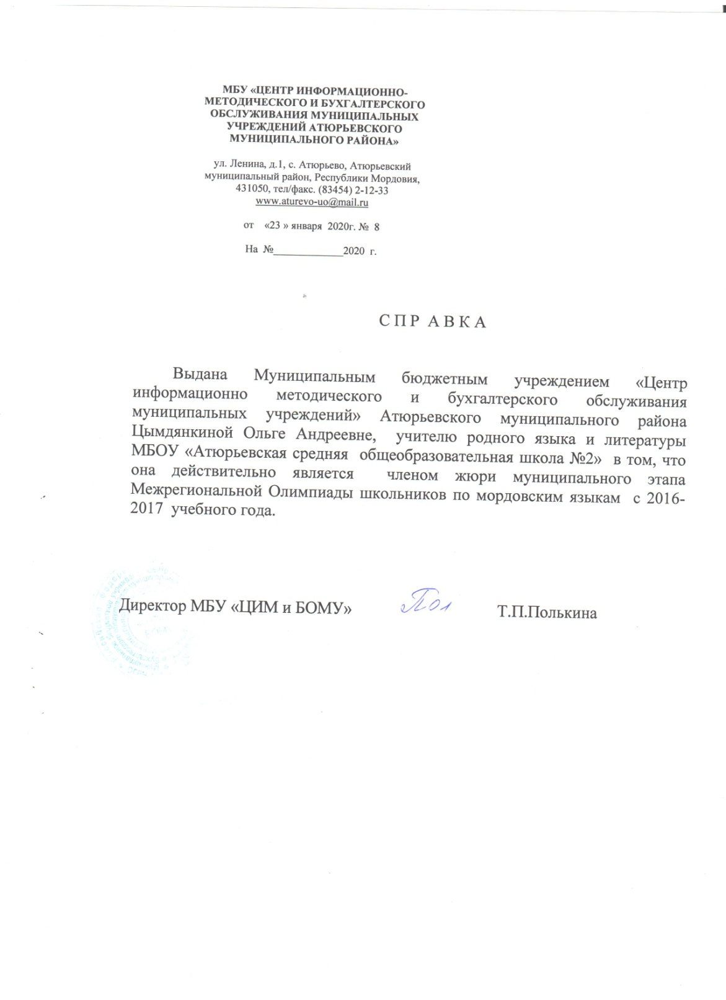 МБУ «ЦЕНТР ИНФОРМАЦИОННО-
МЕТОДИЧЕСКОГО И БУХГАЛТЕРСКОГО
ОБСЛУЖИВАНИЯ МУНИЦИПАЛЬНЫХ
УЧРЕЖДЕНИЙ АТЮРЬЕВСКОГО
МУНИЦИПАЛЬНОГО РАЙОНА»
ул. Ленина, д.1, с. Атюрьево, Атюрьевский
муниципальный район, Республики Мордовия,
431050, тел/факс. (83454) 2-12-33
www.aturevo-uo@mail.ru
от «23 » января 2020г. № 8
На №_____________2020 г.
С П Р А В К А
Выдана Муниципальным бюджетным учреждением «Центр
информационно методического и бухгалтерского обслуживания
муниципальных учреждений» Атюрьевского муниципального района
Цымдянкиной Ольге Андреевне, учителю родного языка и литературы
МБОУ «Атюрьевская средняя общеобразовательная школа №2» в том, что
она действительно является членом жюри муниципального этапа
Межрегиональной Олимпиады школьников по мордовским языкам с 2016-
2017 учебного года.
Директор МБУ «ЦИМ и БОМУ» Т.П.Полькина